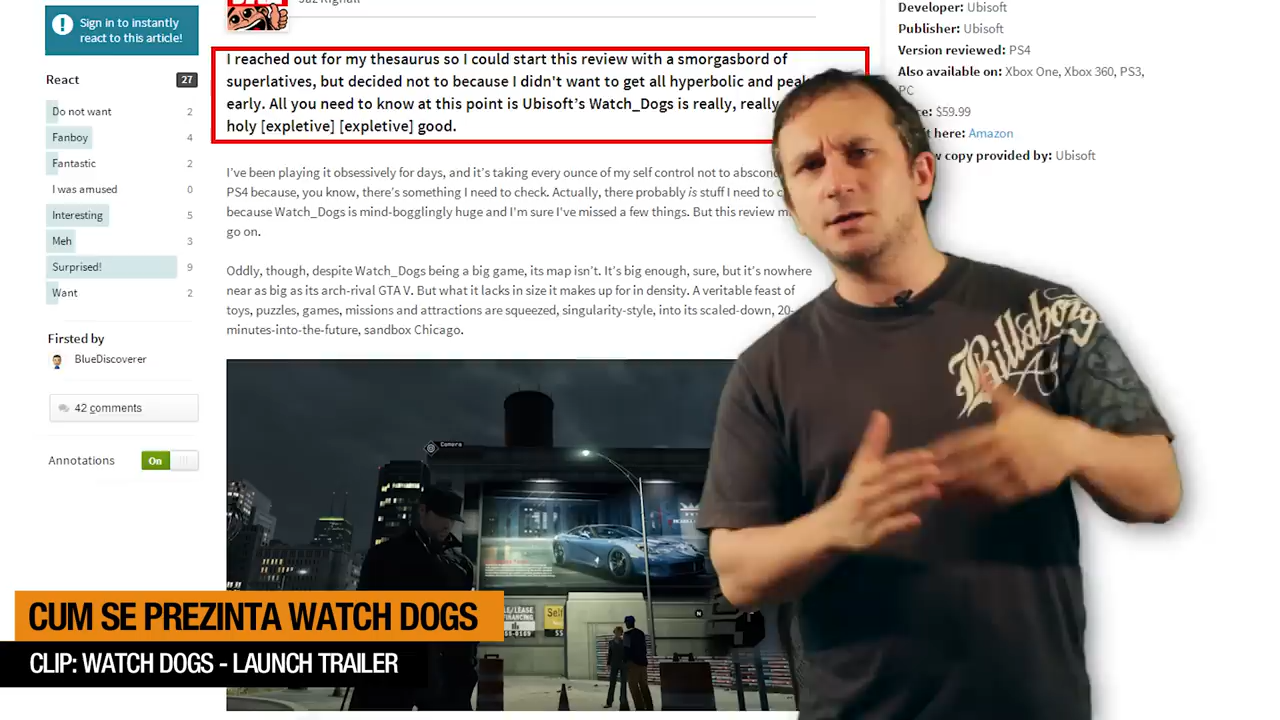 Jaz Rignall
Sign in to instantly
react to this article!
React 27
Do not want 2
Fanboy 4
Fantastic 2
I was amused 0
Interesting 5
Meh 3
Surprised! 9
Want 2
Firsted by
BlueDiscoverer
42 comments
Annotations On
I reached out for my thesaurus so I could start this review with a smorgasbord of
superlatives, but decided not to because I didn't want to get all hyperbolic and peak
early. All you need to know at this point is Ubisoft's Watch_Dogs is really, really
holy [expletive] [expletive] good.
I've been playing it obsessively for days, and it's taking every ounce of my self control not to
PS4 because, you know, there's something I need to check. Actually, there probably is stuff I need to
because Watch_Dogs is mind-bogglingly huge and I'm sure I've missed a few things. But this review
go on.
Oddly, though, despite Watch_Dogs being a big game, its map isn't. It's big enough, sure, but it's nowhere
near as big as its arch-rival GTA V. But what it lacks in size it makes up for in density. A veritable feast of
toys, puzzles, games, missions and attractions are squeezed, singularity-style, into its scaled-down, 20-
minutes-into-the-future, sandbox Chicago.
Developer: Ubisoft
Publisher: Ubisoft
Version reviewed: PS4
Also available on: Xbox One, Xbox 360, PS3,
PC
$59.99
here: Amazon
copy provided by: Ubisoft
Camera
Billabong
CUM SE PREZINTA WATCH DOGS
CLIP: WATCH DOGS - LAUNCH TRAILER